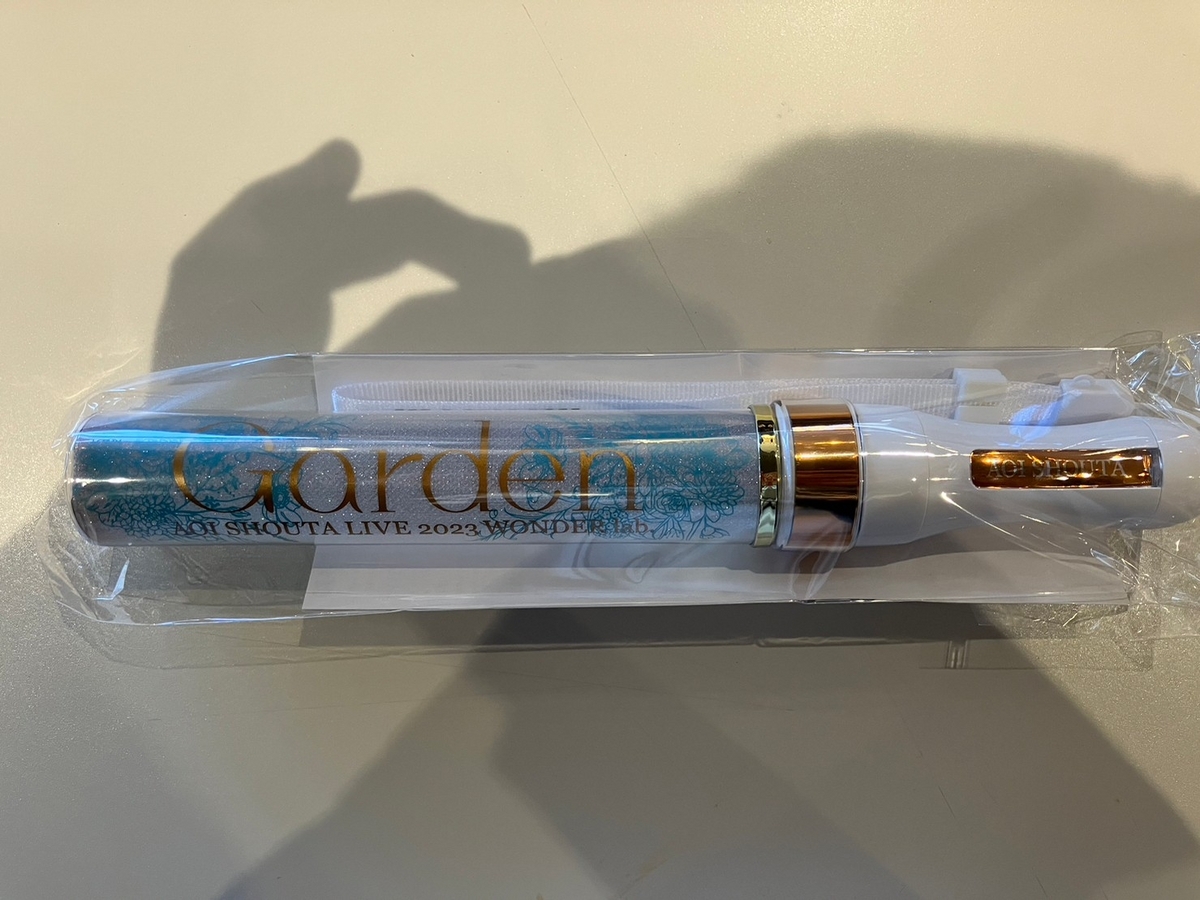 Garden
AOI SHOUTA LIVE 2023 WONDER lab.
AOI SHOUTA